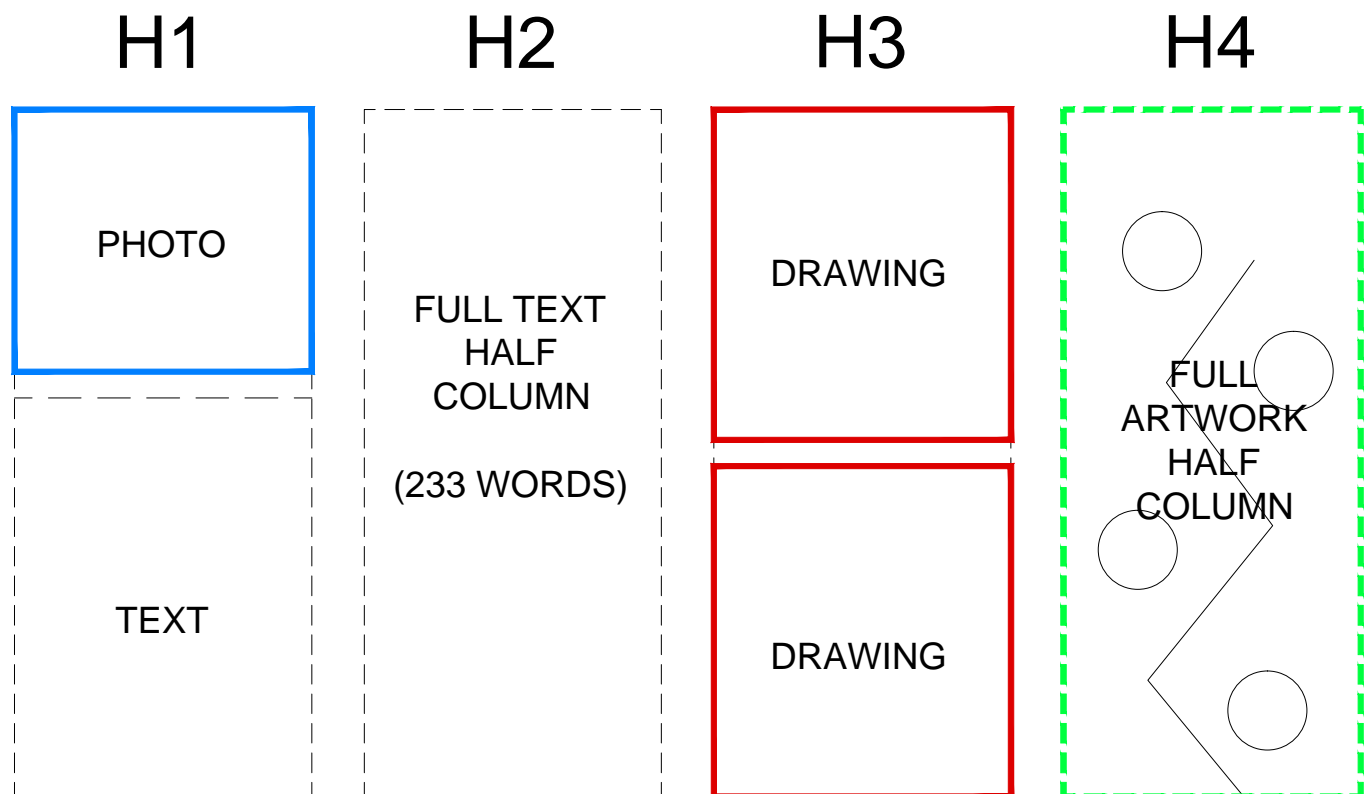 H1 H2 H3 H4
PHOTO
TEXT
FULL TEXT
HALF
COLUMN
(233 WORDS)
DRAWING
DRAWING
FULL
ARTWORK
HALF
COLUMN